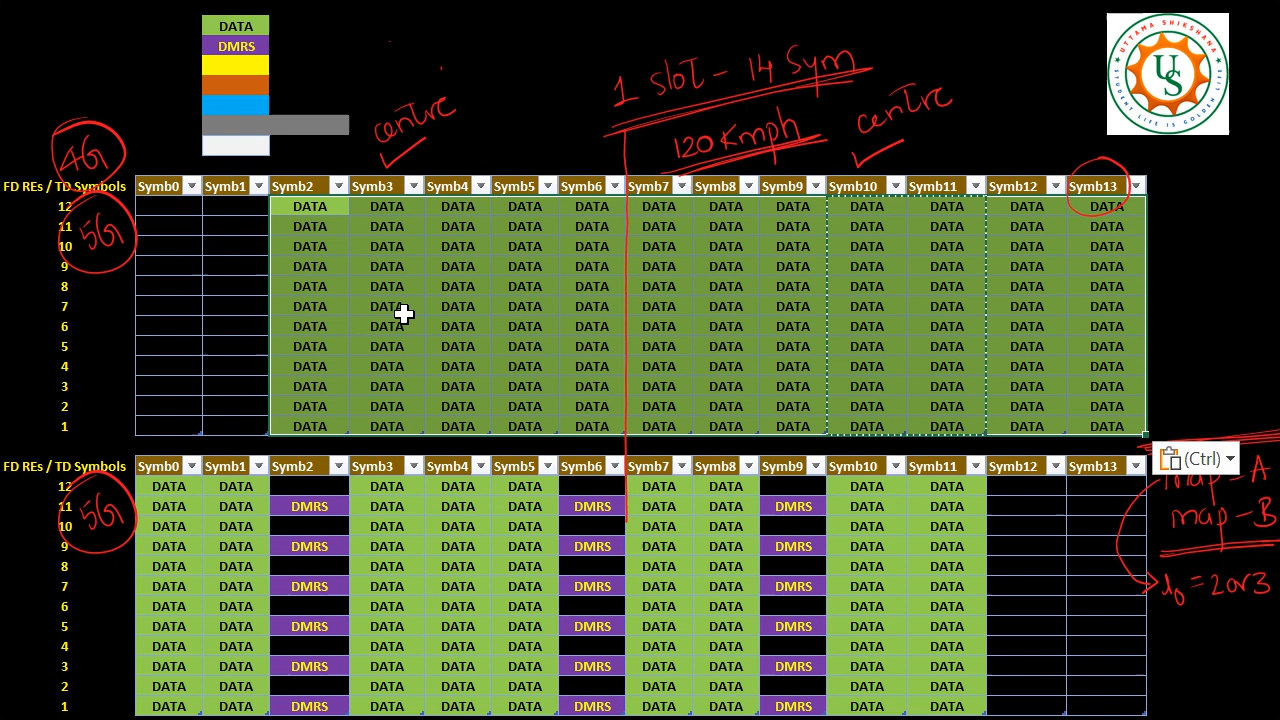 DATA
DMRS
UTTAMA SHIKSHANA
US
STUDENT LIFE IS GOLDEN LIFE
1 Slot - 14 Sym
120 Kmph
centre
centre
4G
FD REs / TD Symbols Symb0 Symb1 Symb2 Symb3 Symb4 Symb5 Symb6 Symb7 Symb8 Symb9 Symb10 Symb11 Symb12 Symb13
12 DATA DATA DATA DATA DATA DATA DATA DATA DATA DATA DATA DATA
5G
11 DATA DATA DATA DATA DATA DATA DATA DATA DATA DATA DATA DATA
10 DATA DATA DATA DATA DATA DATA DATA DATA DATA DATA DATA DATA
9 DATA DATA DATA DATA DATA DATA DATA DATA DATA DATA DATA DATA
8 DATA DATA DATA DATA DATA DATA DATA DATA DATA DATA DATA DATA
7 DATA DATA DATA DATA DATA DATA DATA DATA DATA DATA DATA DATA
6 DATA DATA DATA DATA DATA DATA DATA DATA DATA DATA DATA DATA
5 DATA DATA DATA DATA DATA DATA DATA DATA DATA DATA DATA DATA
4 DATA DATA DATA DATA DATA DATA DATA DATA DATA DATA DATA DATA
3 DATA DATA DATA DATA DATA DATA DATA DATA DATA DATA DATA DATA
2 DATA DATA DATA DATA DATA DATA DATA DATA DATA DATA DATA DATA
1 DATA DATA DATA DATA DATA DATA DATA DATA DATA DATA DATA DATA
(Ctrl)
FD REs / TD Symbols Symb0 Symb1 Symb2 Symb3 Symb4 Symb5 Symb6 Symb7 Symb8 Symb9 Symb10 Symb11 Symb12 Symb13
map - A
12 DATA DATA DATA DATA DATA DATA DATA DATA DATA
5G
11 DATA DATA DMRS DATA DATA DATA DMRS DATA DATA DMRS DATA DATA
map - B
10 DATA DATA DATA DATA DATA DATA DATA DATA DATA
9 DATA DATA DMRS DATA DATA DATA DMRS DATA DATA DMRS DATA DATA
8 DATA DATA DATA DATA DATA DATA DATA DATA DATA
7 DATA DATA DMRS DATA DATA DATA DMRS DATA DATA DMRS DATA DATA
l0 = 2 or 3
6 DATA DATA DATA DATA DATA DATA DATA DATA DATA
5 DATA DATA DMRS DATA DATA DATA DMRS DATA DATA DMRS DATA DATA
4 DATA DATA DATA DATA DATA DATA DATA DATA DATA
3 DATA DATA DMRS DATA DATA DATA DMRS DATA DATA DMRS DATA DATA
2 DATA DATA DATA DATA DATA DATA DATA DATA DATA
1 DATA DATA DMRS DATA DATA DATA DMRS DATA DATA DMRS DATA DATA